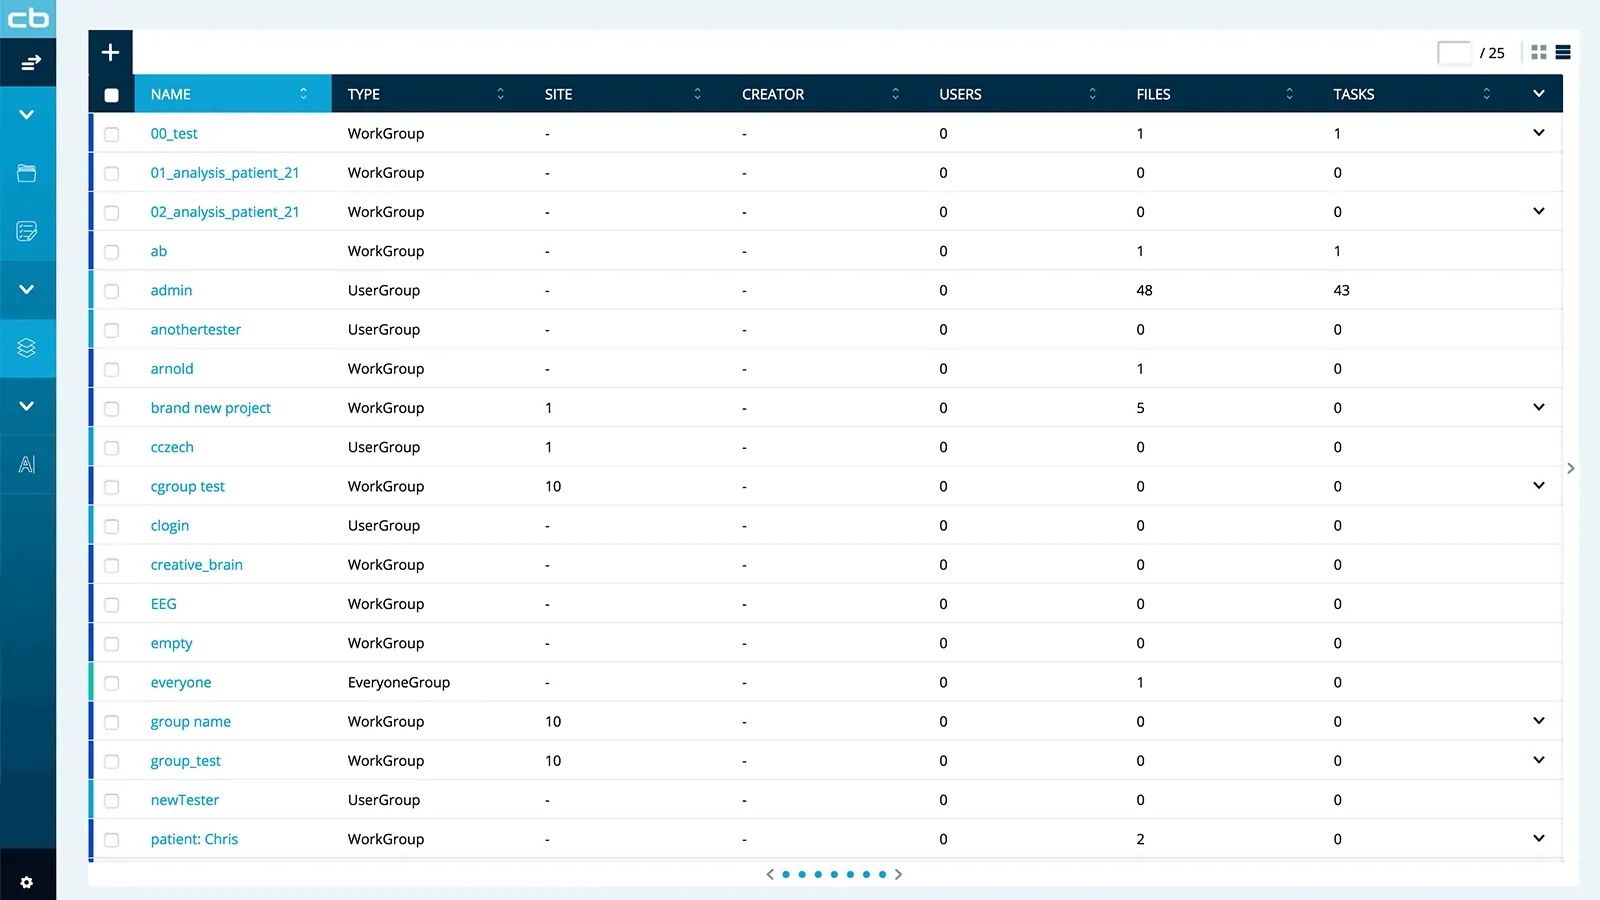 cb
+
/ 25
NAME TYPE SITE CREATOR USERS FILES TASKS
00_test WorkGroup - - 0 1 1
01_analysis_patient_21 WorkGroup - - 0 0 0
02_analysis_patient_21 WorkGroup - - 0 0 0
ab WorkGroup - - 0 1 1
admin UserGroup - - 0 48 43
anothertester UserGroup - - 0 0 0
arnold WorkGroup - - 0 1 0
brand new project WorkGroup 1 - 0 5 0
cczech UserGroup 1 - 0 0 0
cgroup test WorkGroup 10 - 0 0 0
clogin UserGroup - - 0 0 0
creative_brain WorkGroup - - 0 0 0
EEG WorkGroup - - 0 0 0
empty WorkGroup - - 0 0 0
everyone EveryoneGroup - - 0 1 0
group name WorkGroup 10 - 0 0 0
group_test WorkGroup 10 - 0 0 0
newTester UserGroup - - 0 0 0
patient: Chris WorkGroup - - 0 2 0
A|